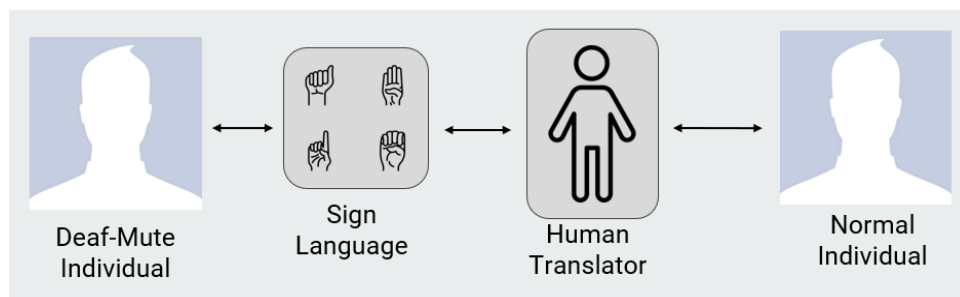 Deaf-Mute
Individual
Sign
Language
Human
Translator
Normal
Individual